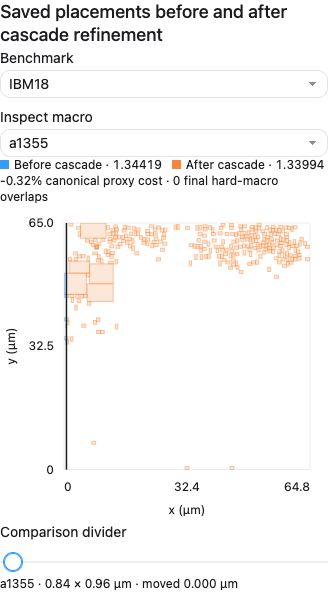 Saved placements before and after
cascade refinement
Benchmark
IBM18
Inspect macro
a1355
Before cascade · 1.34419 After cascade · 1.33994
-0.32% canonical proxy cost · 0 final hard-macro
overlaps
65.0
32.5
0
y (μm)
0 32.4 64.8
x (μm)
Comparison divider
a1355 · 0.84 × 0.96 μm · moved 0.000 μm